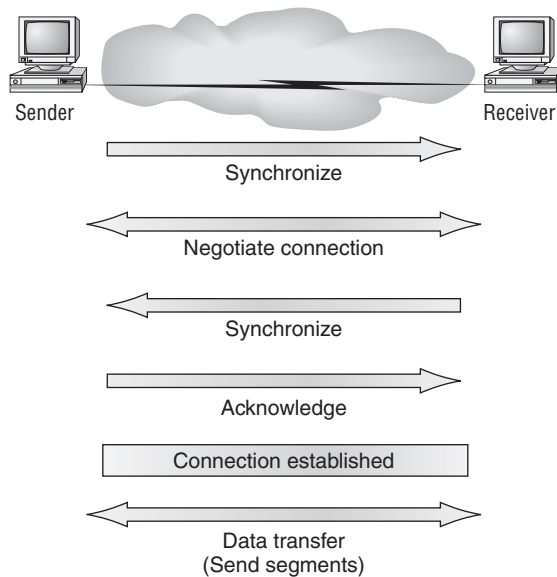 Sender
Receiver
Synchronize
Negotiate connection
Synchronize
Acknowledge
Connection established
Data transfer
(Send segments)